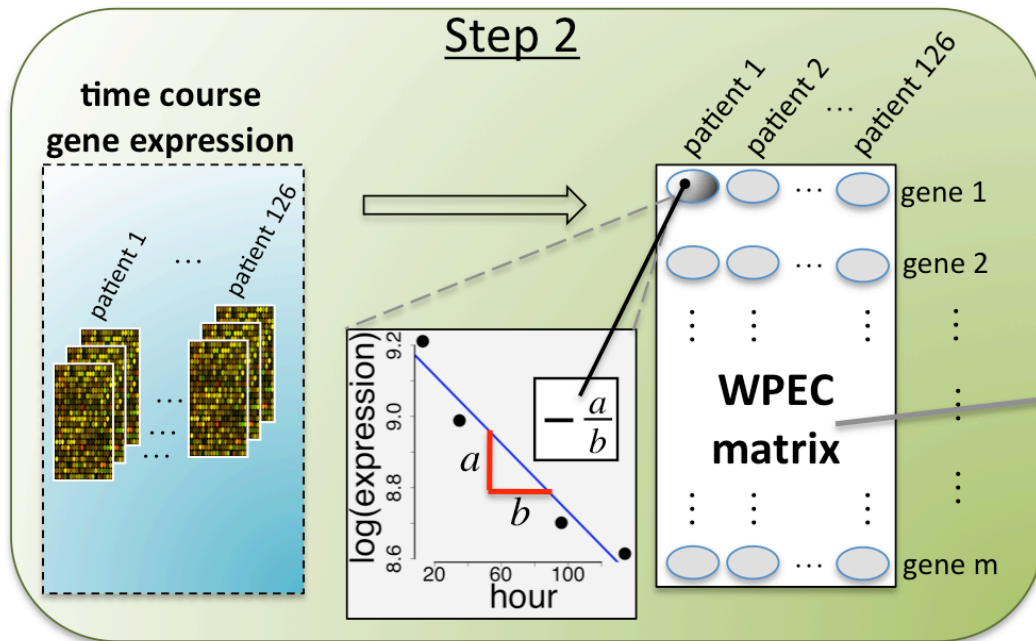 Step 2
time course
gene expression
patient 1
...
patient 126
...
...
patient 1
patient 2
...
patient 126
... gene 1
... gene 2
WPEC
matrix
... gene m
log(expression)
9.2
9.0
8.8
8.6
a
b
− a/b
20 60 100
hour